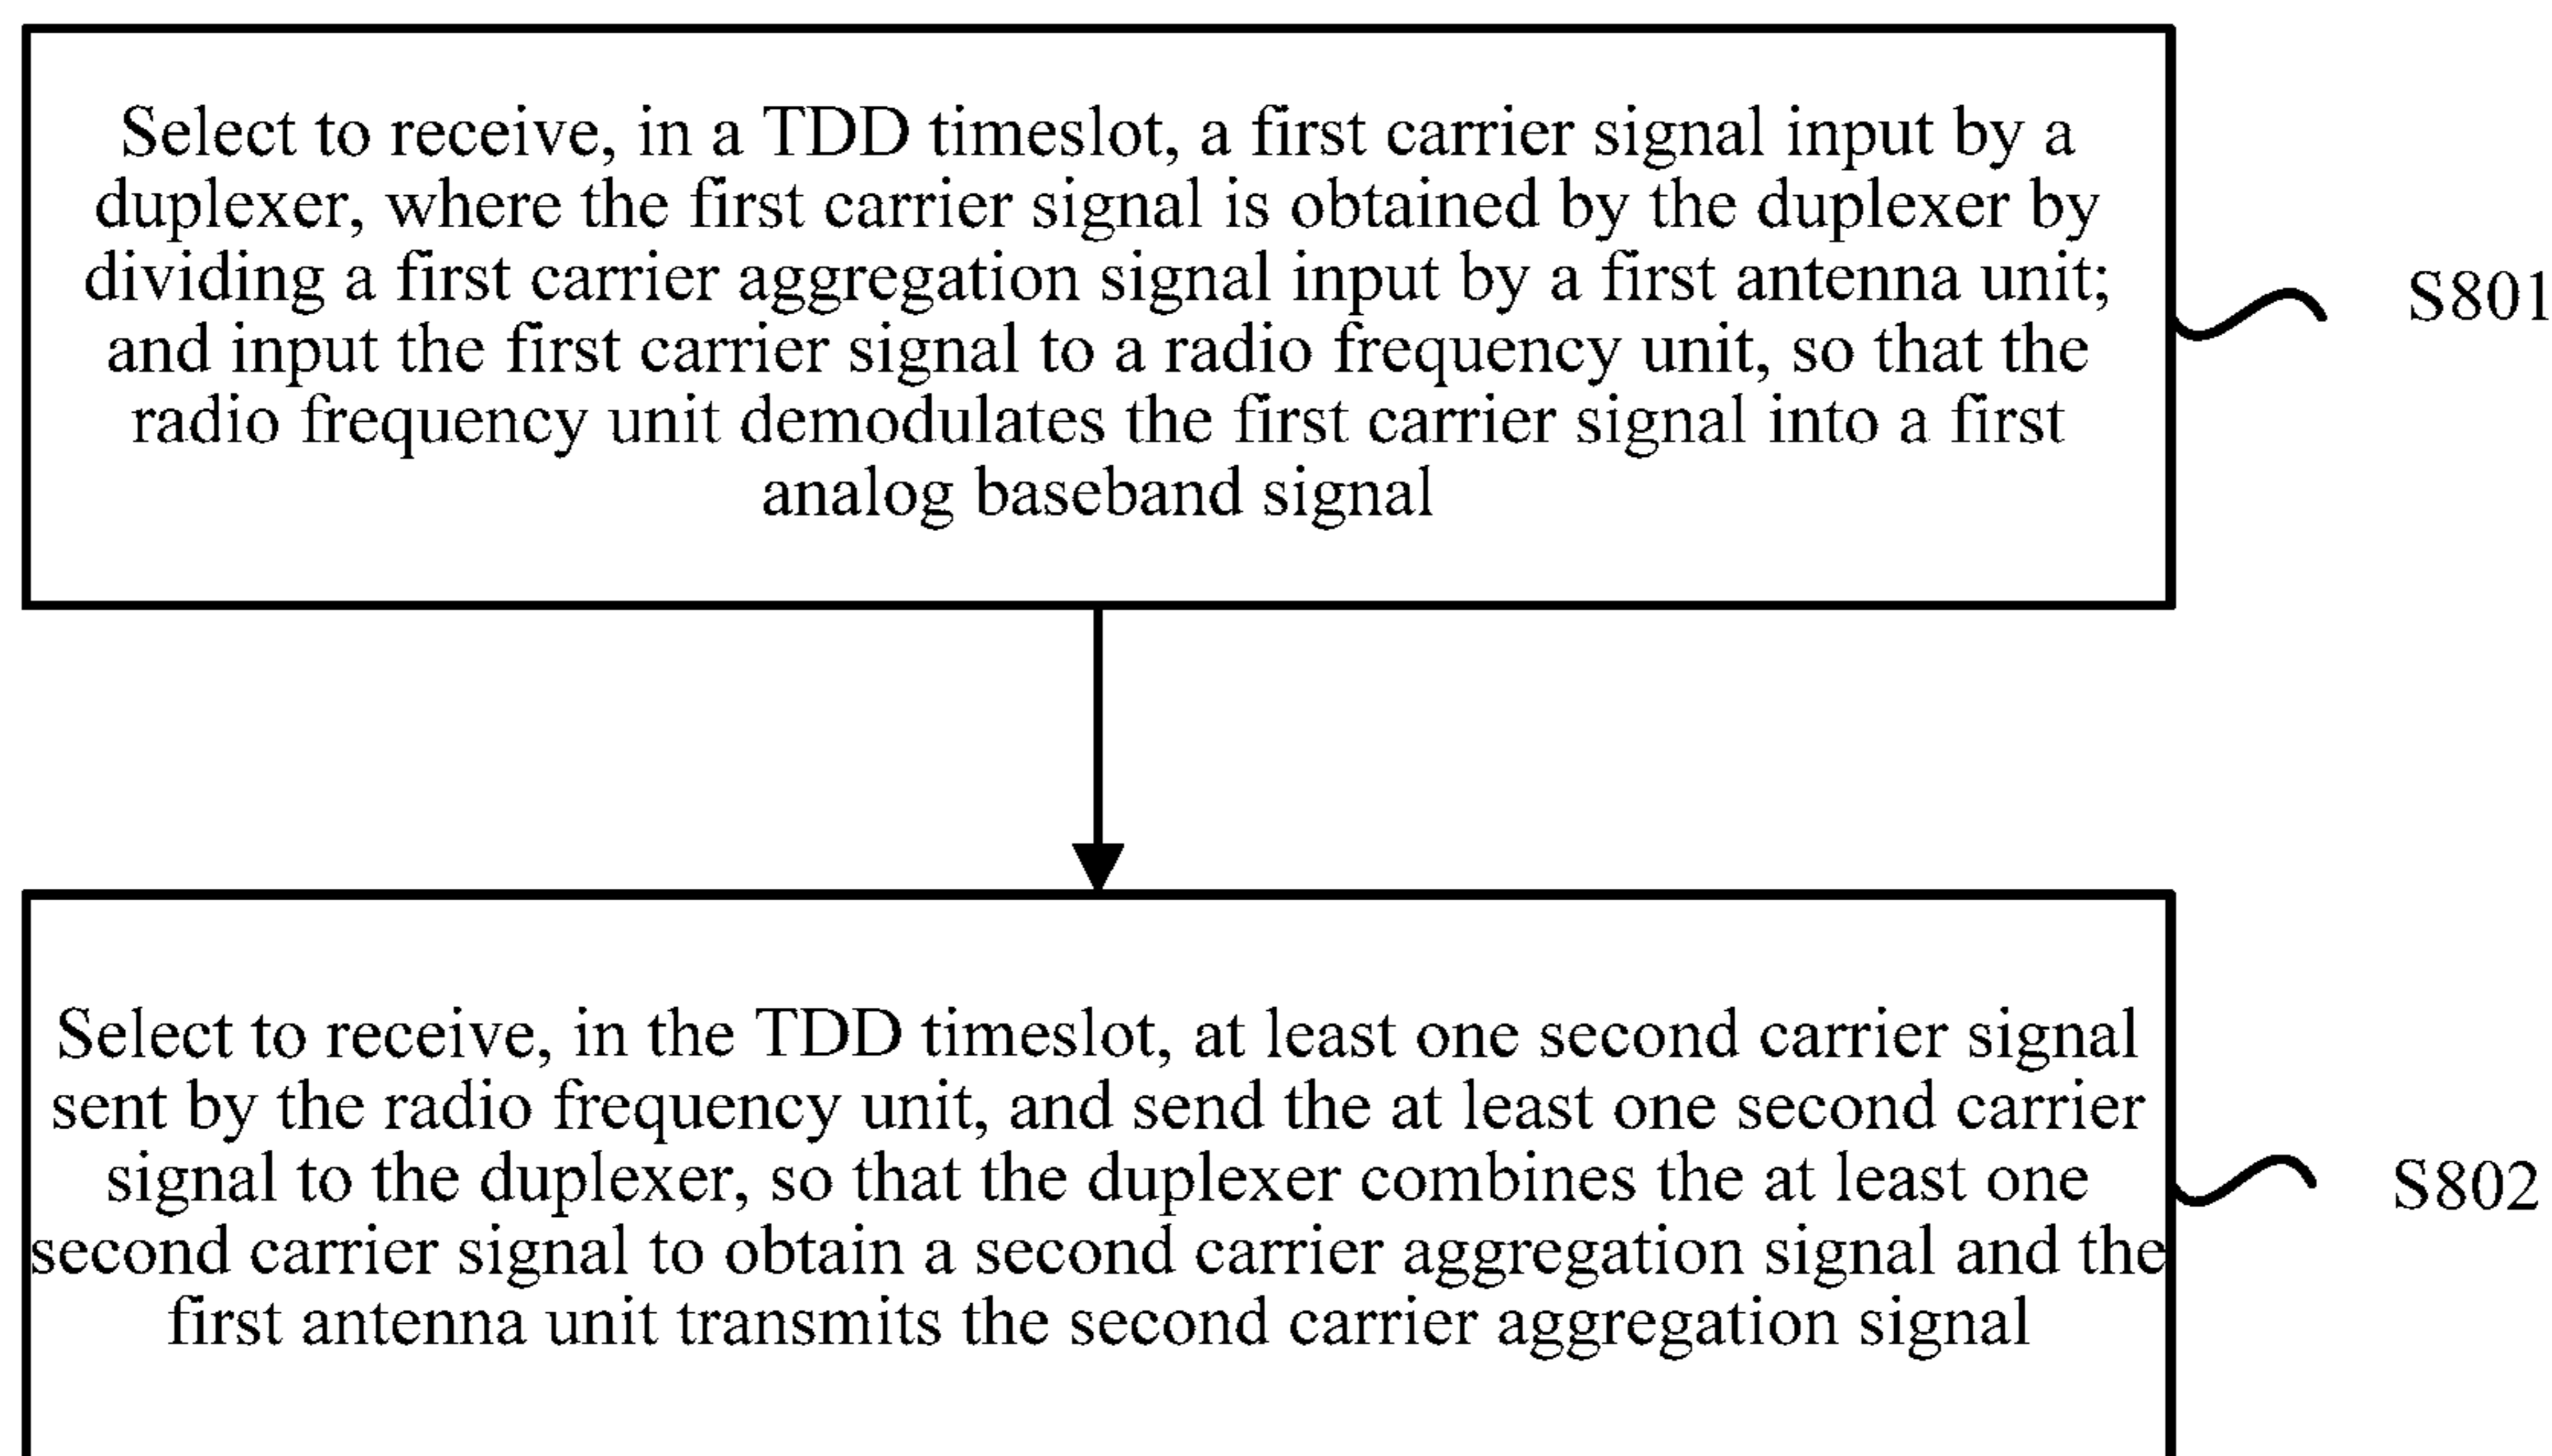 Select to receive, in a TDD timeslot, a first carrier signal input by a
duplexer, where the first carrier signal is obtained by the duplexer by
dividing a first carrier aggregation signal input by a first antenna unit;
and input the first carrier signal to a radio frequency unit, so that the
radio frequency unit demodulates the first carrier signal into a first
analog baseband signal
S801
Select to receive, in the TDD timeslot, at least one second carrier signal
sent by the radio frequency unit, and send the at least one second carrier
signal to the duplexer, so that the duplexer combines the at least one
second carrier signal to obtain a second carrier aggregation signal and the
first antenna unit transmits the second carrier aggregation signal
S802